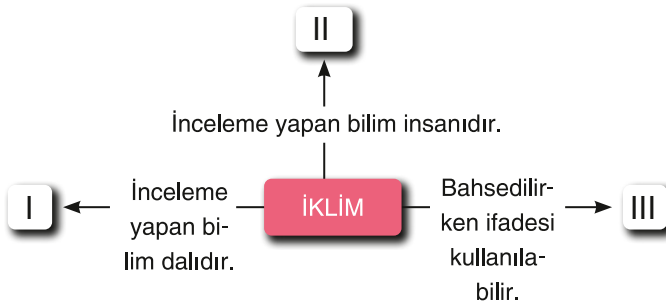 II
İnceleme yapan bilim insanıdır.
I
İnceleme
yapan bi-
lim dalıdır.
İKLİM
Bahsedilir-
ken ifadesi
kullanıla-
bilir.
III